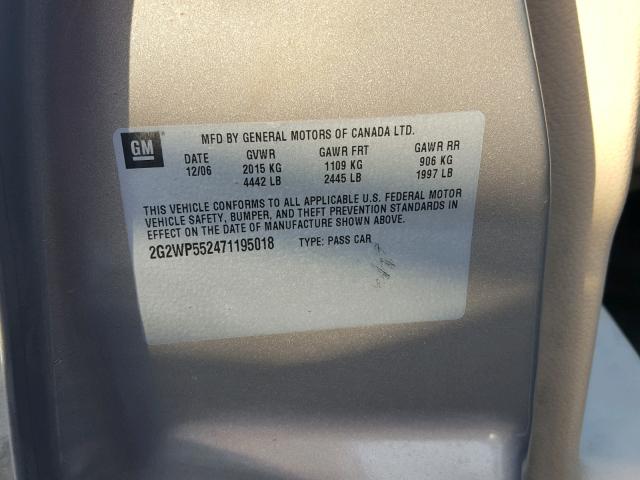 GM
MFD BY GENERAL MOTORS OF CANADA LTD.
DATE GVWR GAWR FRT GAWR RR
12/06 2015 KG 1109 KG 906 KG
4442 LB 2445 LB 1997 LB
THIS VEHICLE CONFORMS TO ALL APPLICABLE U.S. FEDERAL MOTOR
VEHICLE SAFETY, BUMPER, AND THEFT PREVENTION STANDARDS IN
EFFECT ON THE DATE OF MANUFACTURE SHOWN ABOVE.
2G2WP552471195018 TYPE: PASS CAR